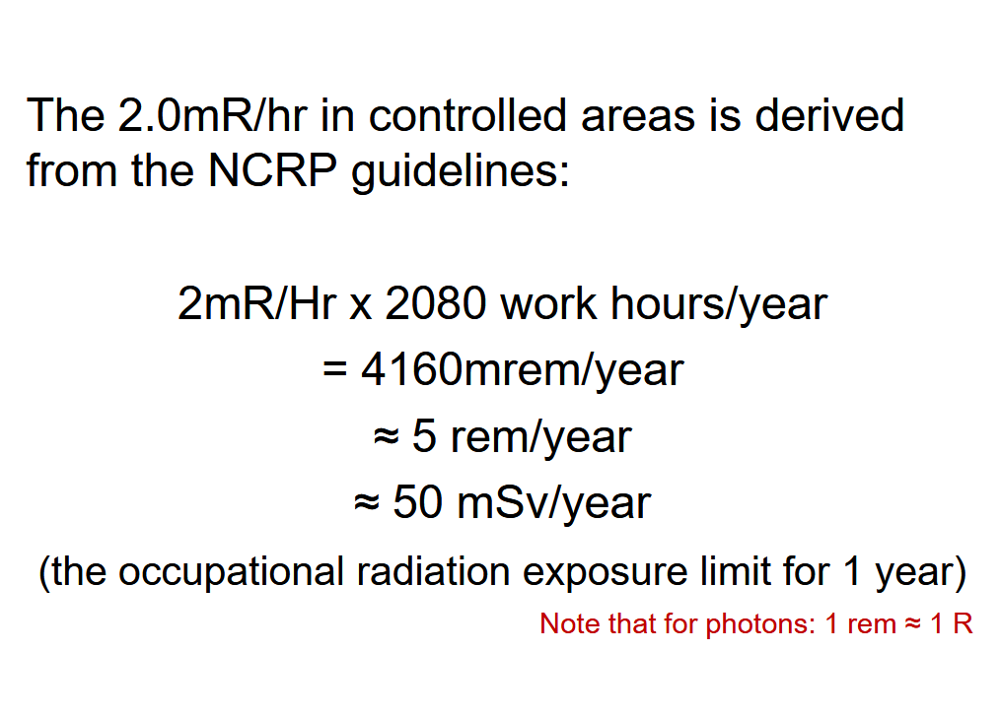 The 2.0mR/hr in controlled areas is derived
from the NCRP guidelines:
2mR/Hr x 2080 work hours/year
= 4160mrem/year
≈ 5 rem/year
≈ 50 mSv/year
(the occupational radiation exposure limit for 1 year)
Note that for photons: 1 rem ≈ 1 R